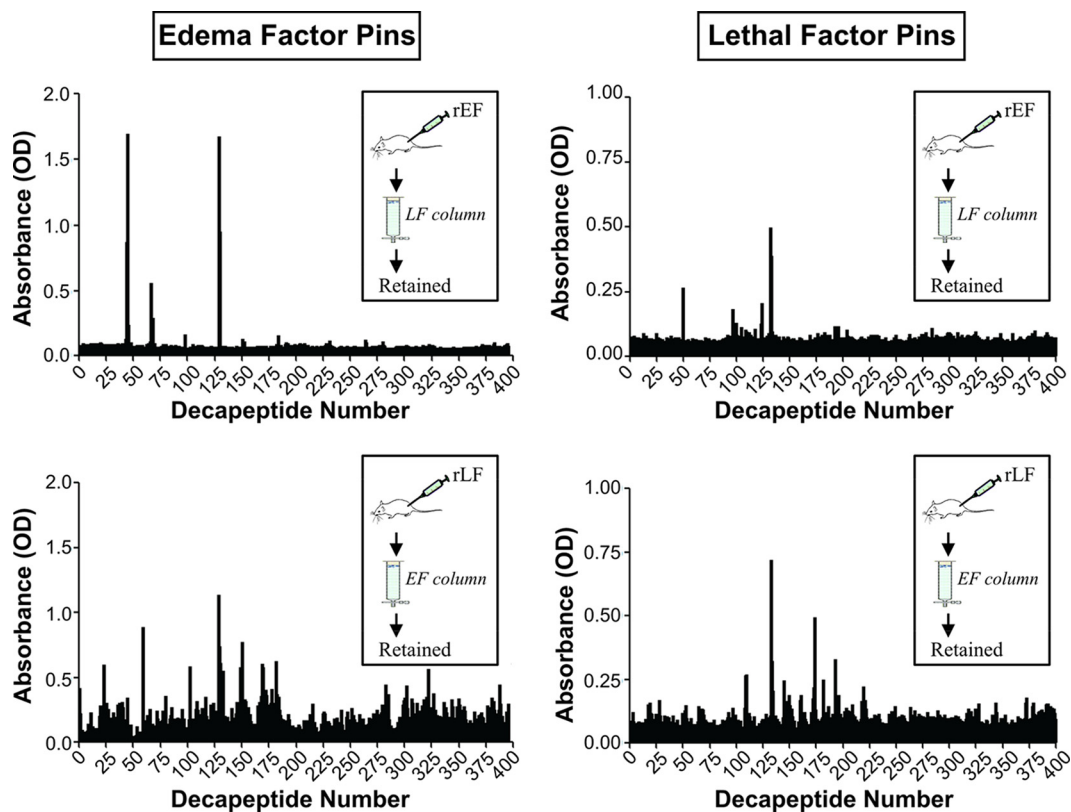 Edema Factor Pins
Lethal Factor Pins
Absorbance (OD)
2.0
1.5
1.0
0.5
0.0
rEF
LF column
Retained
0 25 50 75 100 125 150 175 200 225 250 275 300 325 350 375 400
Decapeptide Number
Absorbance (OD)
1.00
0.75
0.50
0.25
0.00
rEF
LF column
Retained
0 25 50 75 100 125 150 175 200 225 250 275 300 325 350 375 400
Decapeptide Number
Absorbance (OD)
2.0
1.5
1.0
0.5
0.0
rLF
EF column
Retained
0 25 50 75 100 125 150 175 200 225 250 275 300 325 350 375 400
Decapeptide Number
Absorbance (OD)
1.00
0.75
0.50
0.25
0.00
rLF
EF column
Retained
0 25 50 75 100 125 150 175 200 225 250 275 300 325 350 375 400
Decapeptide Number